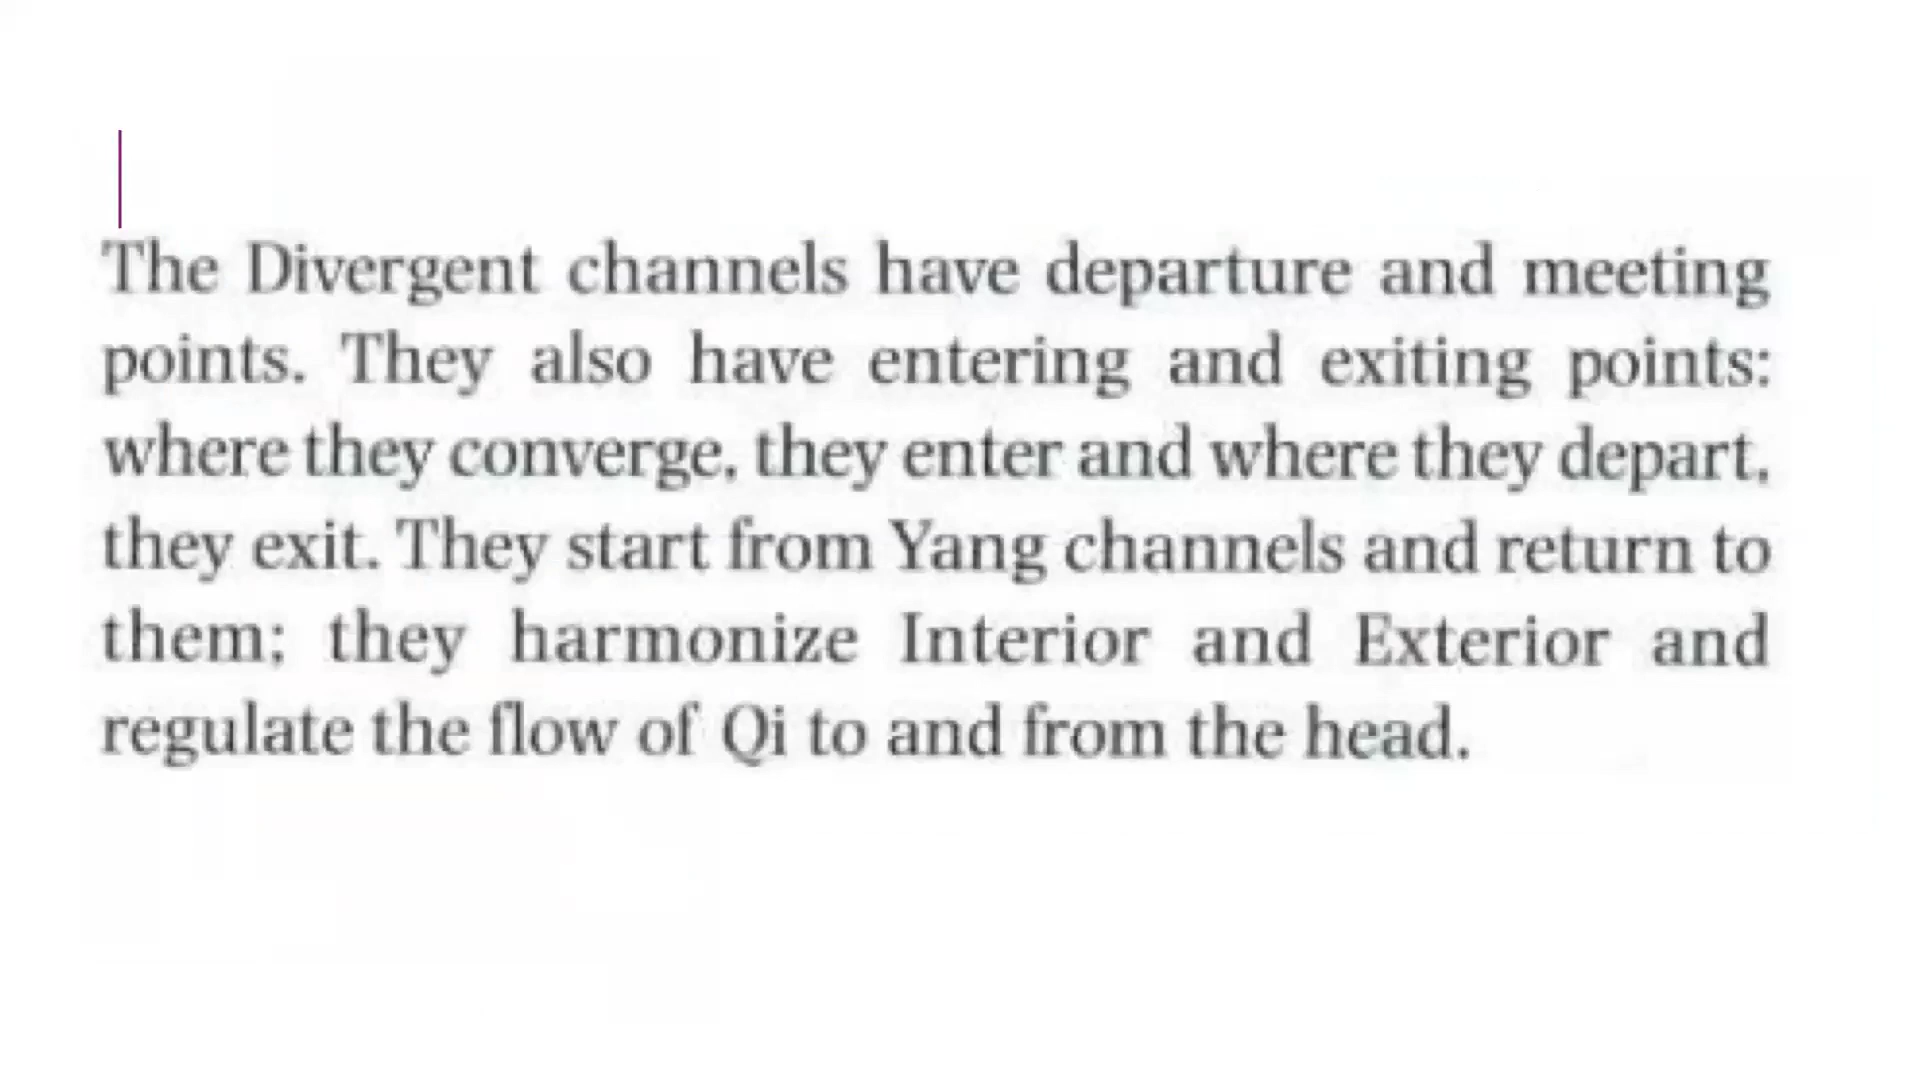 The Divergent channels have departure and meeting
points. They also have entering and exiting points:
where they converge, they enter and where they depart,
they exit. They start from Yang channels and return to
them; they harmonize Interior and Exterior and
regulate the flow of Qi to and from the head.